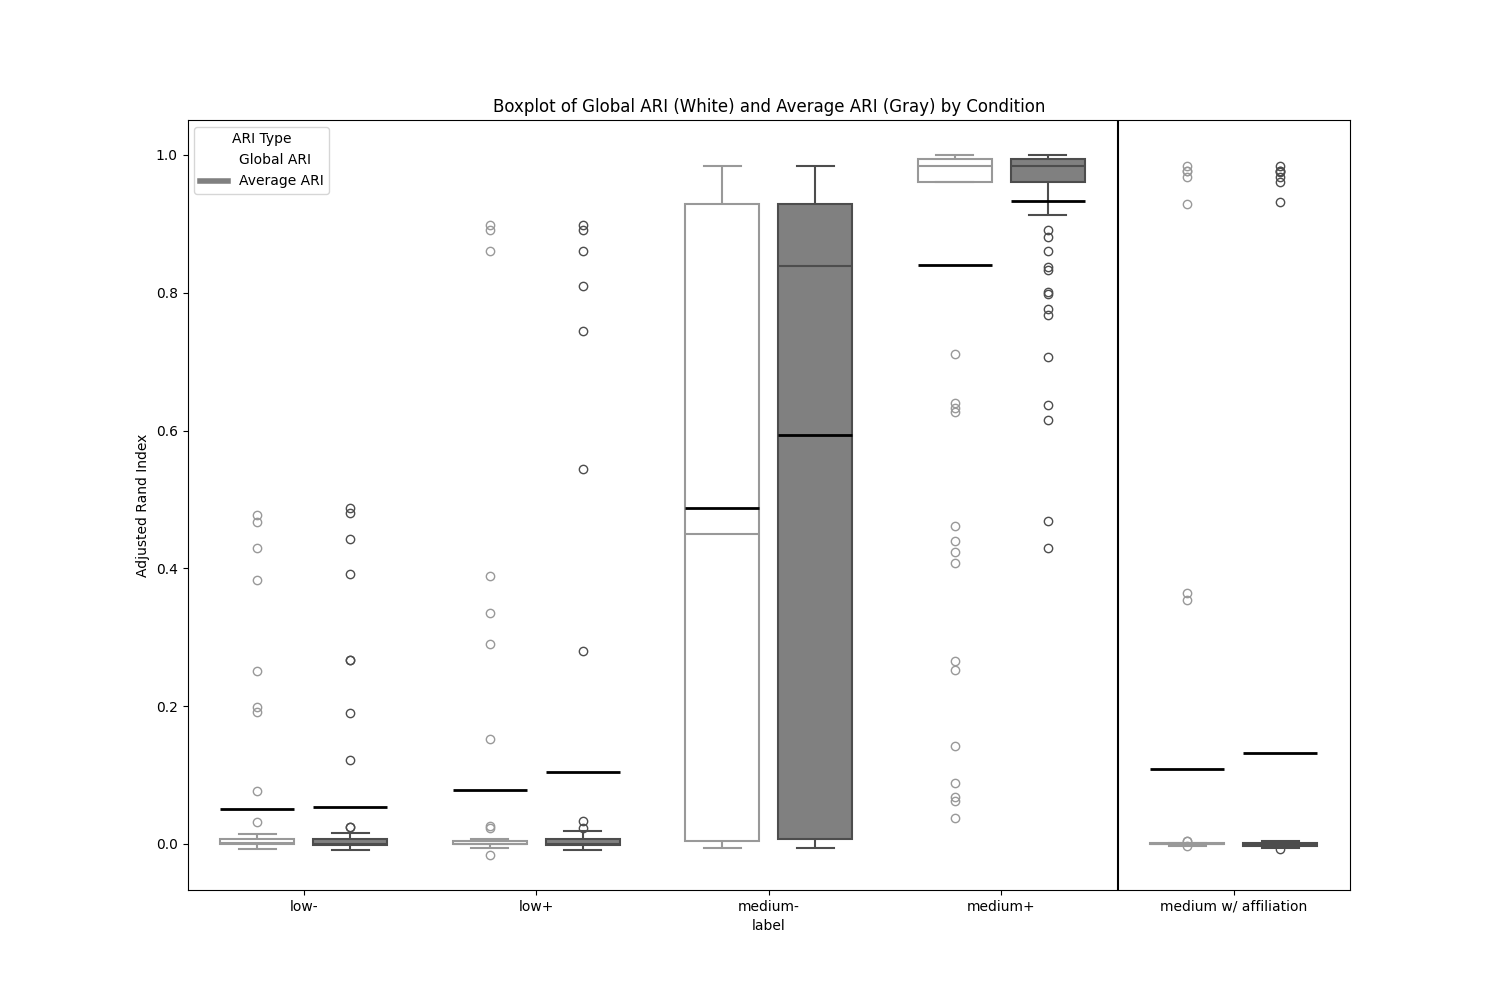 Boxplot of Global ARI (White) and Average ARI (Gray) by Condition
ARI Type
Global ARI
Average ARI
Adjusted Rand Index
1.0
0.8
0.6
0.4
0.2
0.0
low-
low+
medium-
medium+
medium w/ affiliation
label